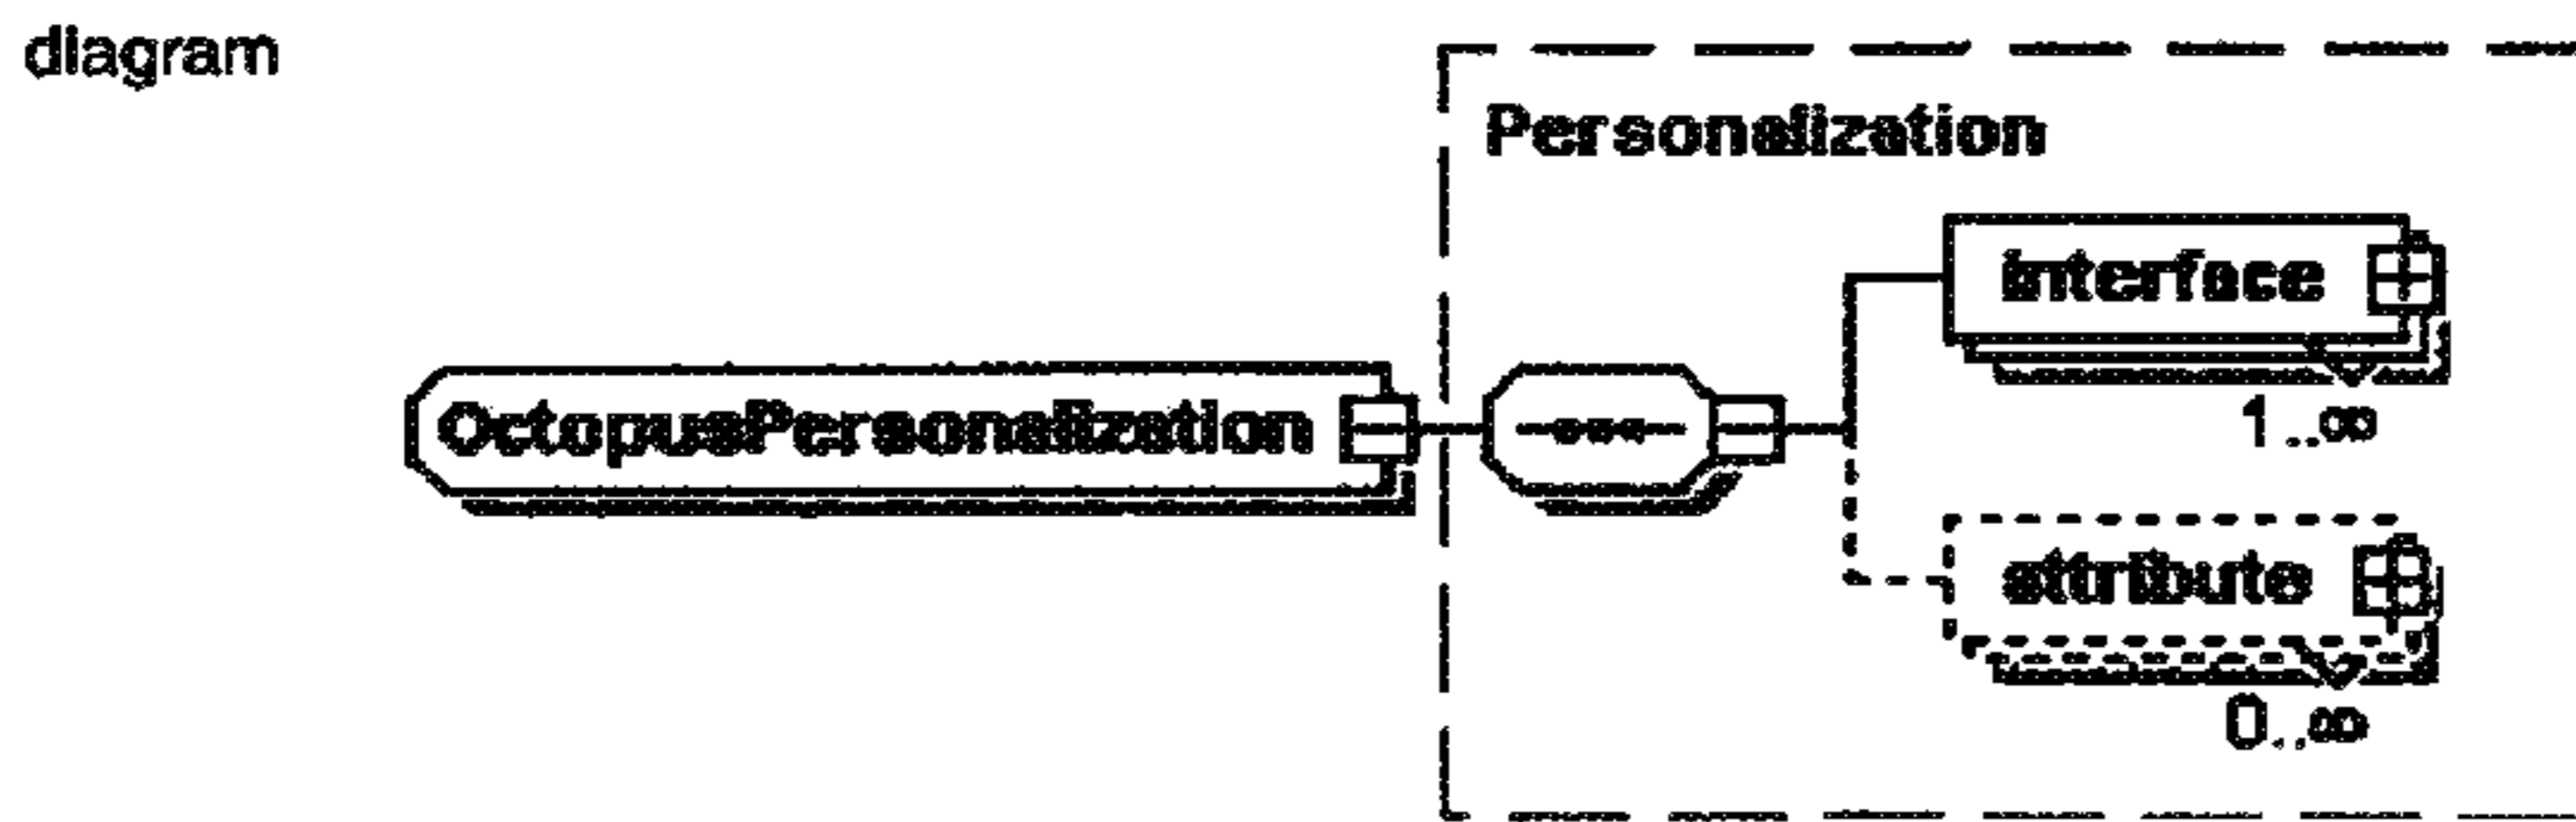 diagram
Personalization
interface
OctopusPersonalization
1..∞
attribute
0..∞